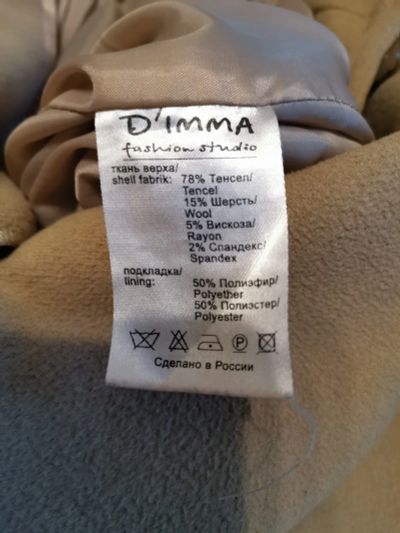 D'IMMA
fashion studio
ткань верха/
shell fabrik: 78% Тенсел/
Tencel
15% Шерсть/
Wool
5% Вискоза/
Rayon
2% Спандекс/
Spandex
подкладка/
lining: 50% Полиэфир/
Polyether
50% Полиэстер/
Polyester
P
Сделано в России